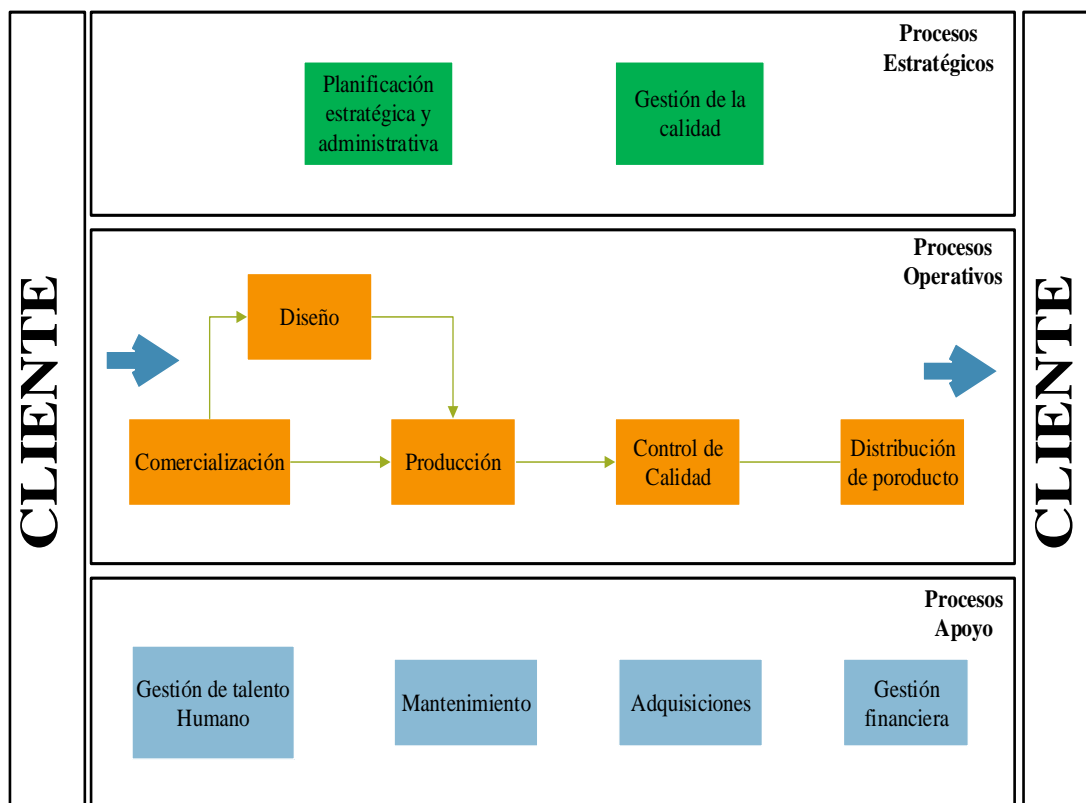 CLIENTE
Procesos
Estratégicos
Planificación
estratégica y
administrativa
Gestión de la
calidad
Procesos
Operativos
Diseño
Comercialización
Producción
Control de
Calidad
Distribución
de poroducto
Procesos
Apoyo
Gestión de talento
Humano
Mantenimiento
Adquisiciones
Gestión
financiera
CLIENTE